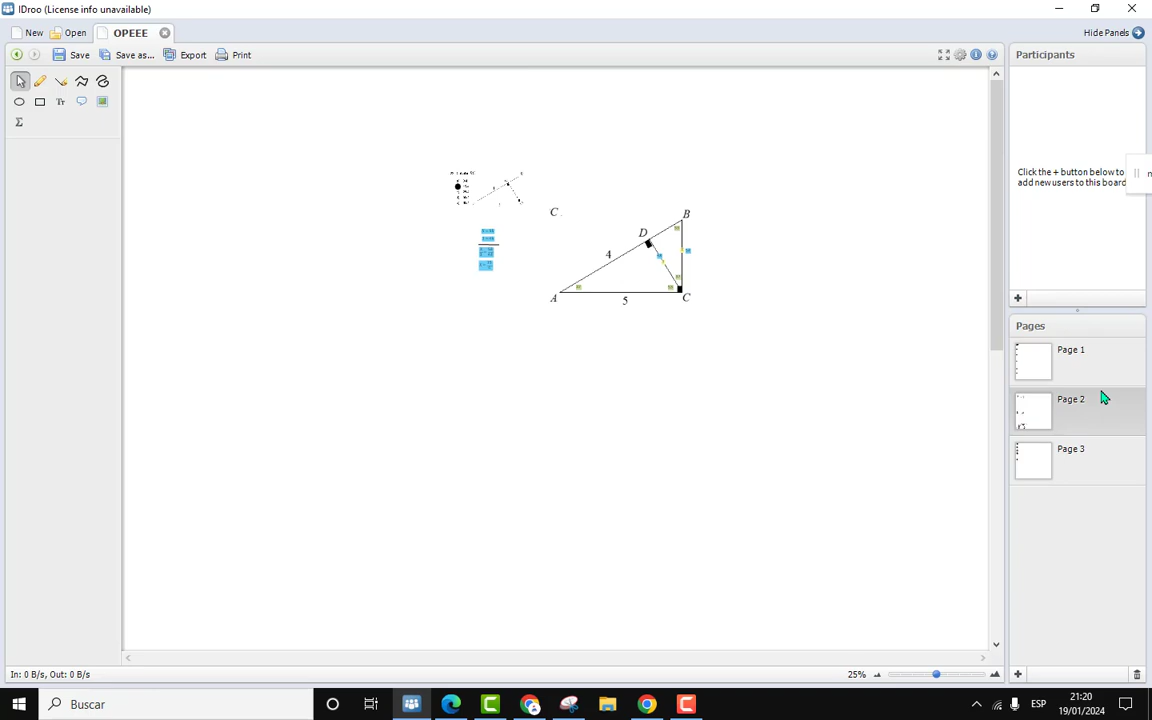 IDroo (License info unavailable)
New Open OPEEE Hide Panels
Save Save as... Export Print
Participants
Tr
Σ
Click the + button below to
add new users to this board
C
B
D
4
A
5
C
Pages
Page 1
Page 2
Page 3
In: 0 B/s, Out: 0 B/s 25%
Buscar ESP 21:20
19/01/2024